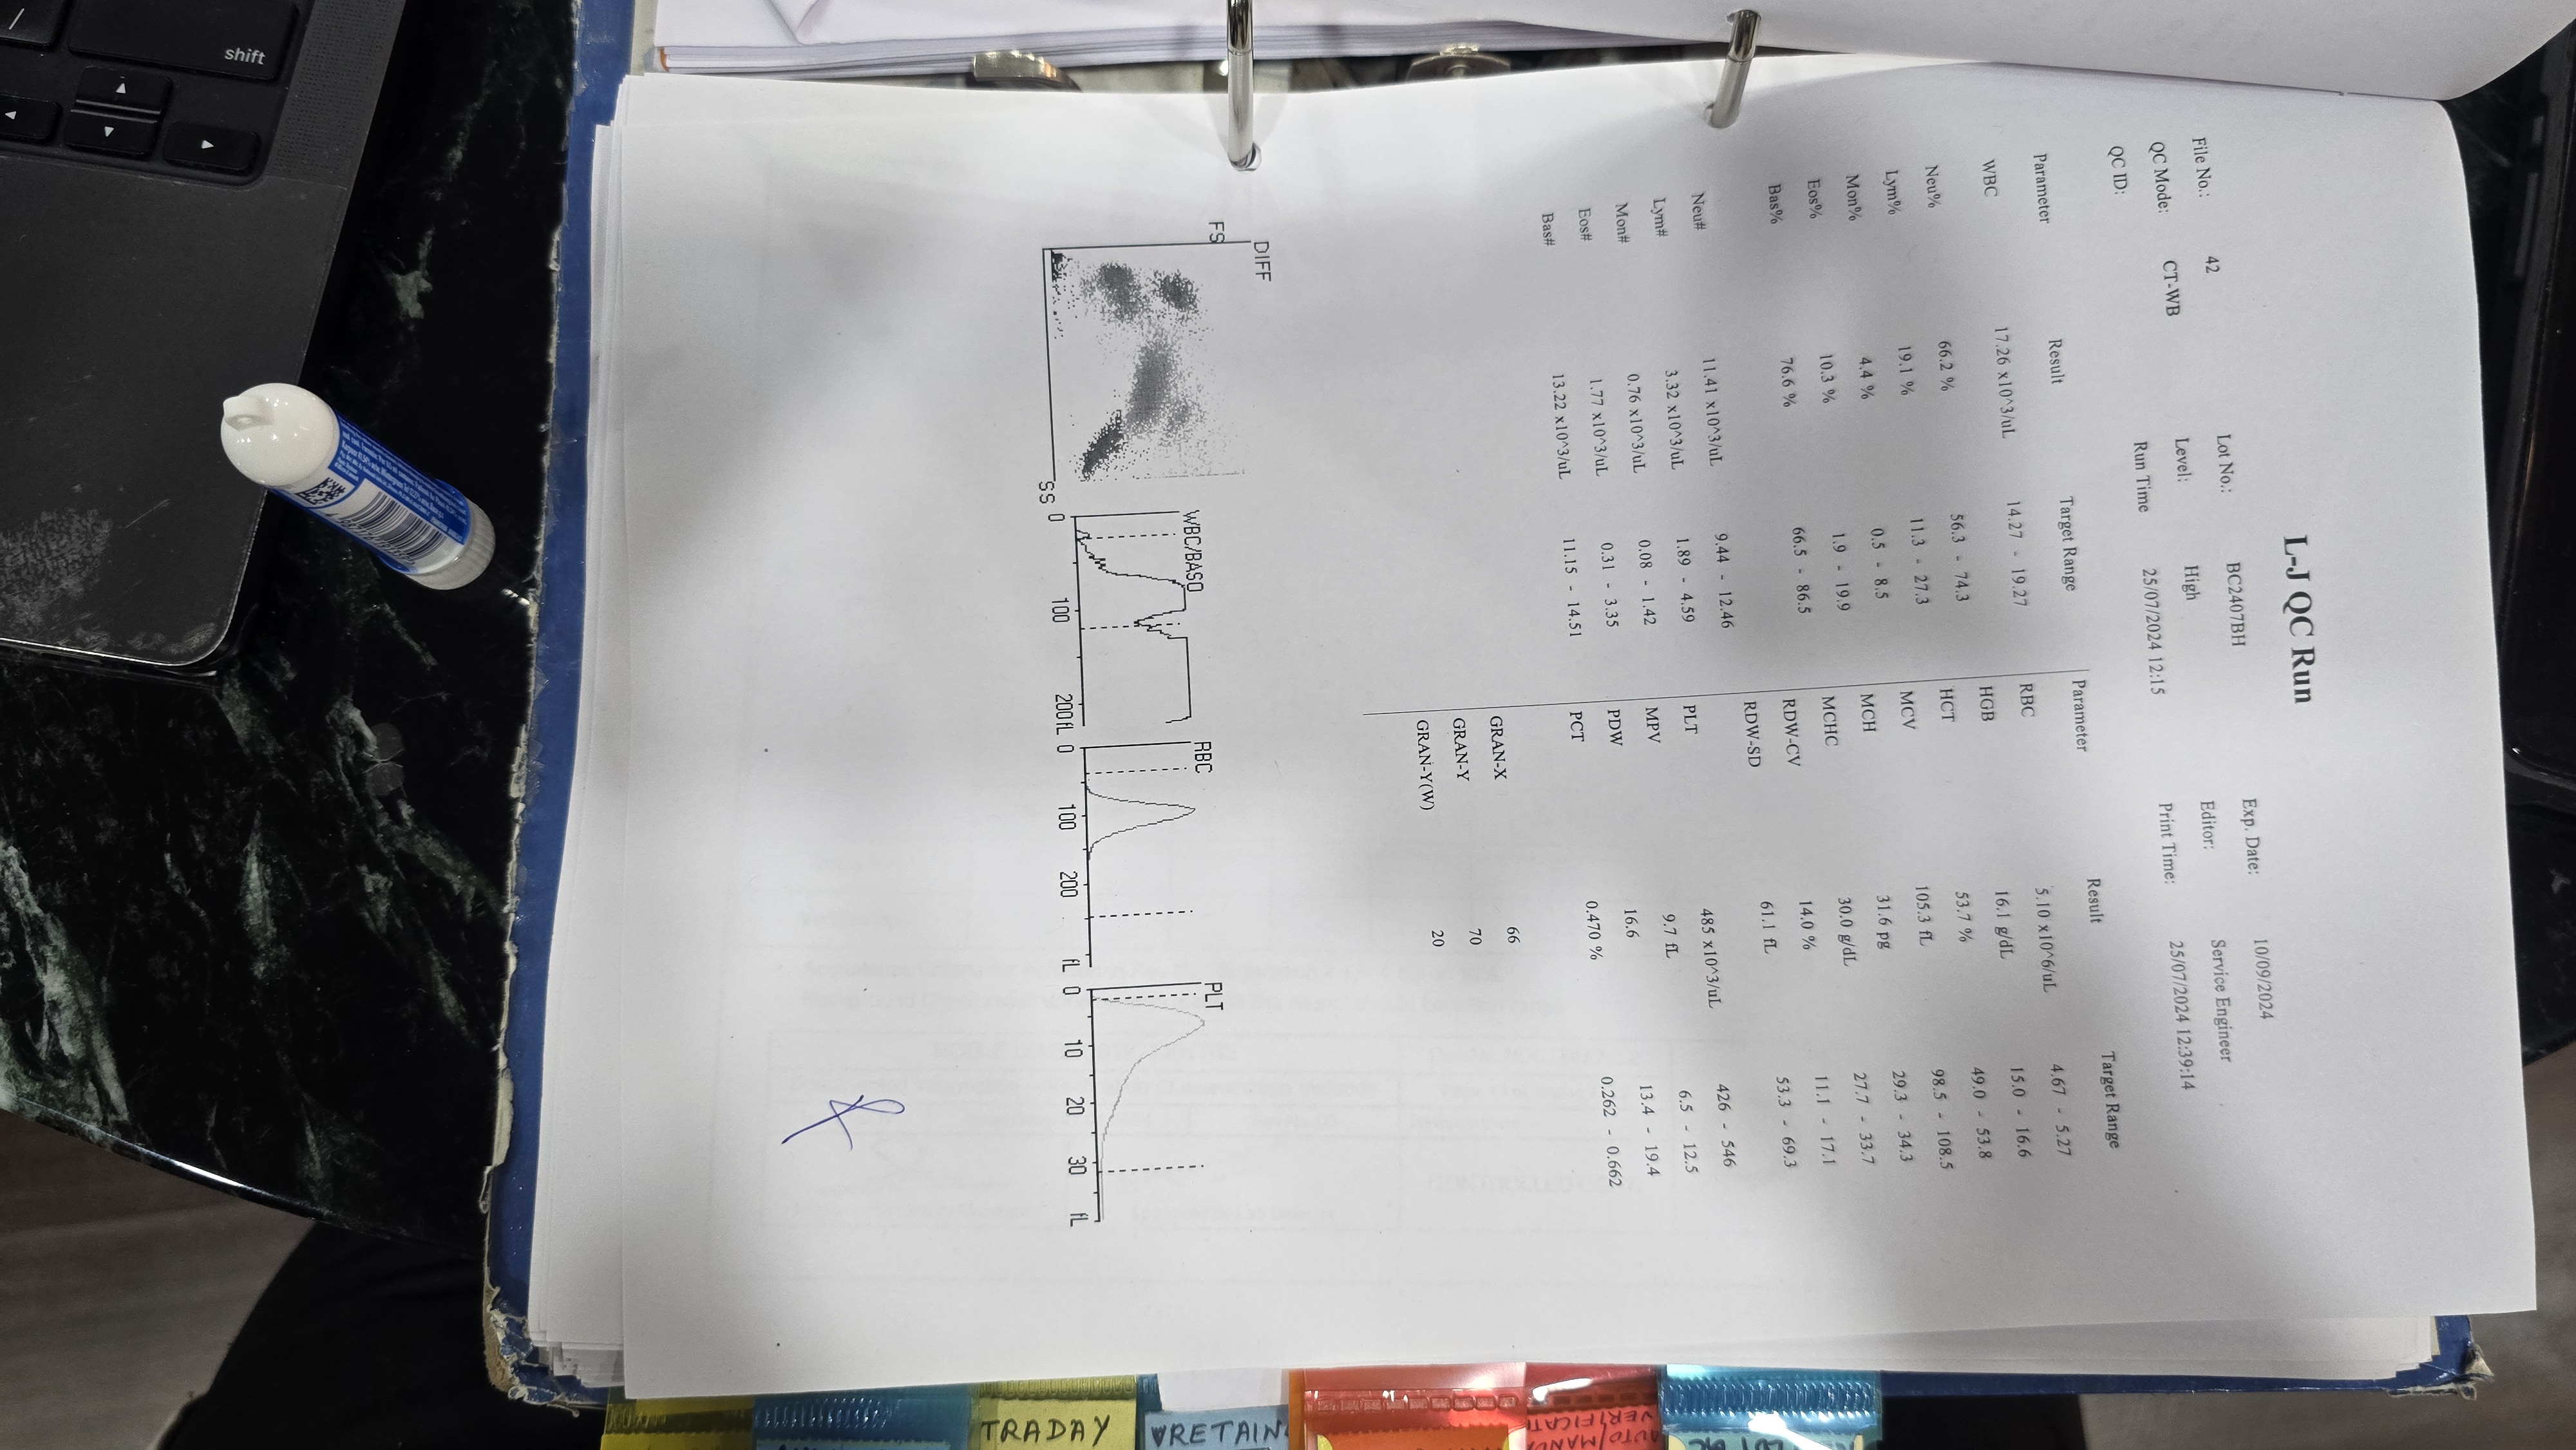 L-J QC Run
File No.: 42 Lot No.: BC2407BH Exp. Date: 10/09/2024
QC Mode: CT-WB Level: High Editor: Service Engineer
QC ID: Run Time 25/07/2024 12:15 Print Time: 25/07/2024 12:39:14
Parameter Result Target Range Parameter Result Target Range
WBC 17.26 x10^3/uL 14.27 - 19.27 RBC 5.10 x10^6/uL 4.67 - 5.27
HGB 16.1 g/dL 15.0 - 16.6
Neu% 66.2 % 56.3 - 74.3 HCT 53.7 % 49.0 - 53.8
Lym% 19.1 % 11.3 - 27.3 MCV 105.3 fL 98.5 - 108.5
Mon% 4.4 % 0.5 - 8.5 MCH 31.6 pg 29.3 - 34.3
Eos% 10.3 % 1.9 - 19.9 MCHC 30.0 g/dL 27.7 - 33.7
Bas% 76.6 % 66.5 - 86.5 RDW-CV 14.0 % 11.1 - 17.1
RDW-SD 61.1 fL 53.3 - 69.3
Neu# 11.41 x10^3/uL 9.44 - 12.46
Lym# 3.32 x10^3/uL 1.89 - 4.59 PLT 485 x10^3/uL 426 - 546
Mon# 0.76 x10^3/uL 0.08 - 1.42 MPV 9.7 fL 6.5 - 12.5
Eos# 1.77 x10^3/uL 0.31 - 3.35 PDW 16.6 13.4 - 19.4
Bas# 13.22 x10^3/uL 11.15 - 14.51 PCT 0.470 % 0.262 - 0.662
GRAN-X 66
GRAN-Y 70
GRAN-Y(W) 20
DIFF
FS
SS
WBC/BASO
0 100 200 fL
RBC
0 100 200 fL
PLT
0 10 20 30 fL
TRADAY
AUTO/MAND
VERIFICAT
shift